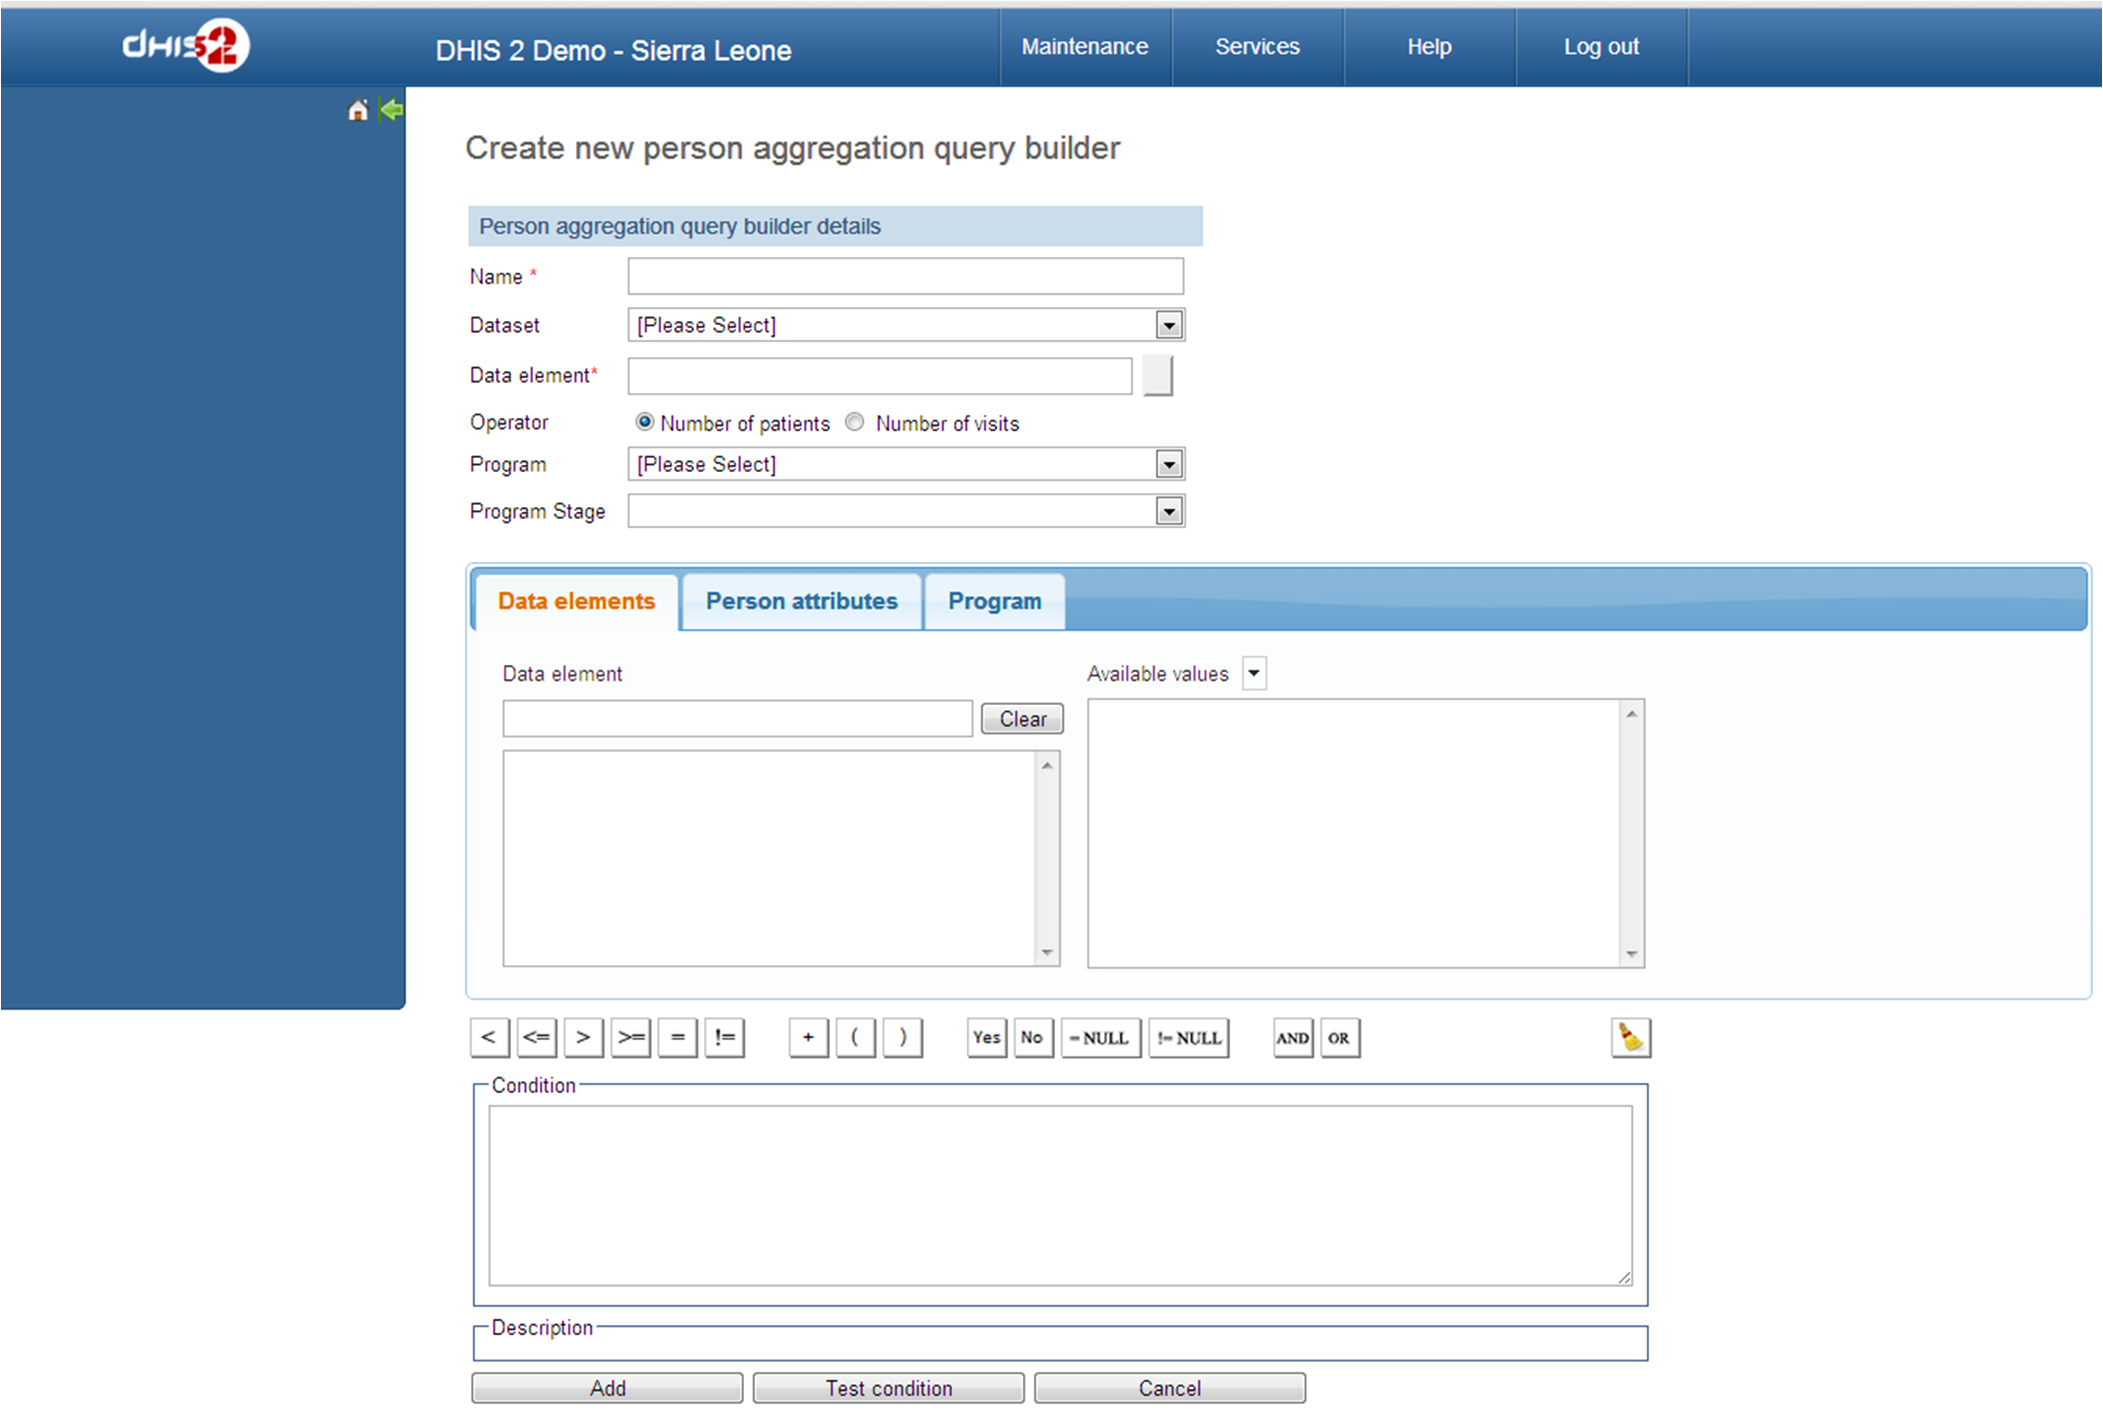 dHIS2
DHIS 2 Demo - Sierra Leone
Maintenance
Services
Help
Log out
Create new person aggregation query builder
Person aggregation query builder details
Name *
Dataset
[Please Select]
Data element*
Operator
Number of patients
Number of visits
Program
[Please Select]
Program Stage
Data elements
Person attributes
Program
Data element
Available values
Clear
< <= > >= = != + ( ) Yes No = NULL != NULL AND OR
Condition
Description
Add
Test condition
Cancel